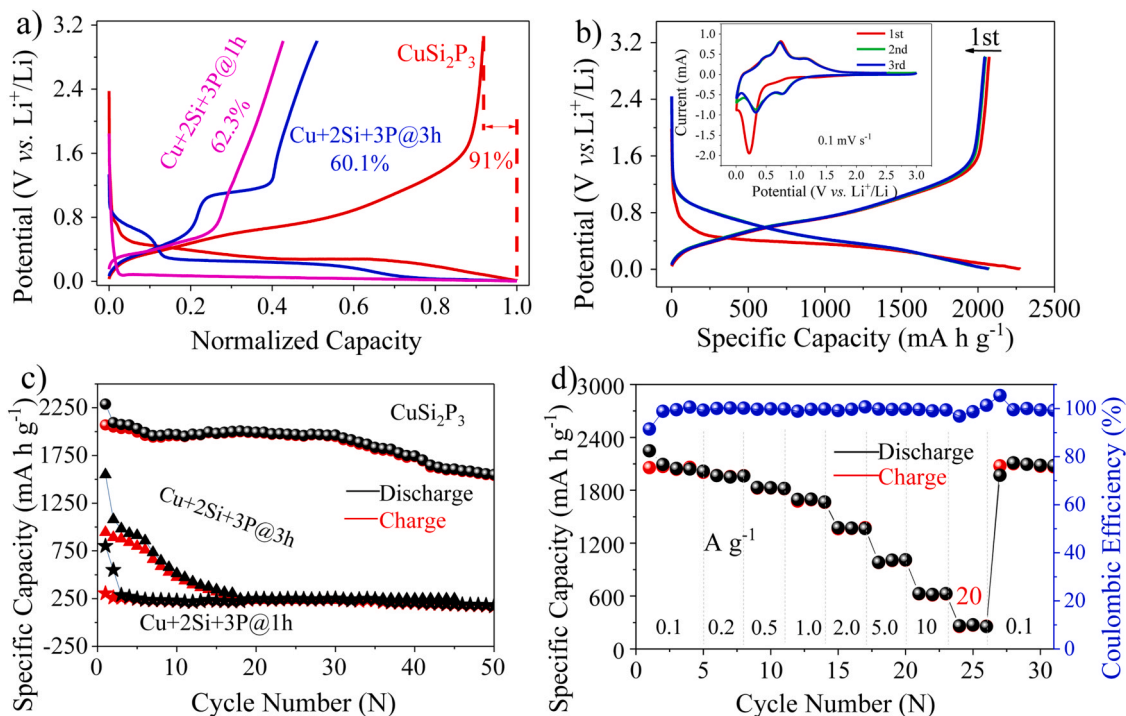 a)
Potential (V vs. Li⁺/Li)
3.2
2.4
1.6
0.8
0.0
Cu+2Si+3P@1h
62.3%
CuSi₂P₃
Cu+2Si+3P@3h
60.1%
91%
0.0 0.2 0.4 0.6 0.8 1.0
Normalized Capacity
b)
Potential (V vs.Li⁺/Li)
3.2
2.4
1.6
0.8
0.0
1st
Current (mA)
1.0
0.5
0.0
-0.5
-1.0
-1.5
-2.0
1st
2nd
3rd
0.1 mV s⁻¹
0.0 0.5 1.0 1.5 2.0 2.5 3.0
Potential (V vs. Li⁺/Li )
0 500 1000 1500 2000 2500
Specific Capacity (mA h g⁻¹)
c)
Specific Capacity (mA h g⁻¹)
2250
1750
1250
750
250
-250
CuSi₂P₃
Discharge
Charge
Cu+2Si+3P@3h
Cu+2Si+3P@1h
0 10 20 30 40 50
Cycle Number (N)
d)
Specific Capacity (mA h g⁻¹)
3000
2400
1800
1200
600
0
Discharge
Charge
A g⁻¹
0.1 0.2 0.5 1.0 2.0 5.0 10 20 0.1
0 5 10 15 20 25 30
Cycle Number (N)
100
80
60
40
20
0
Coulombic Efficiency (%)